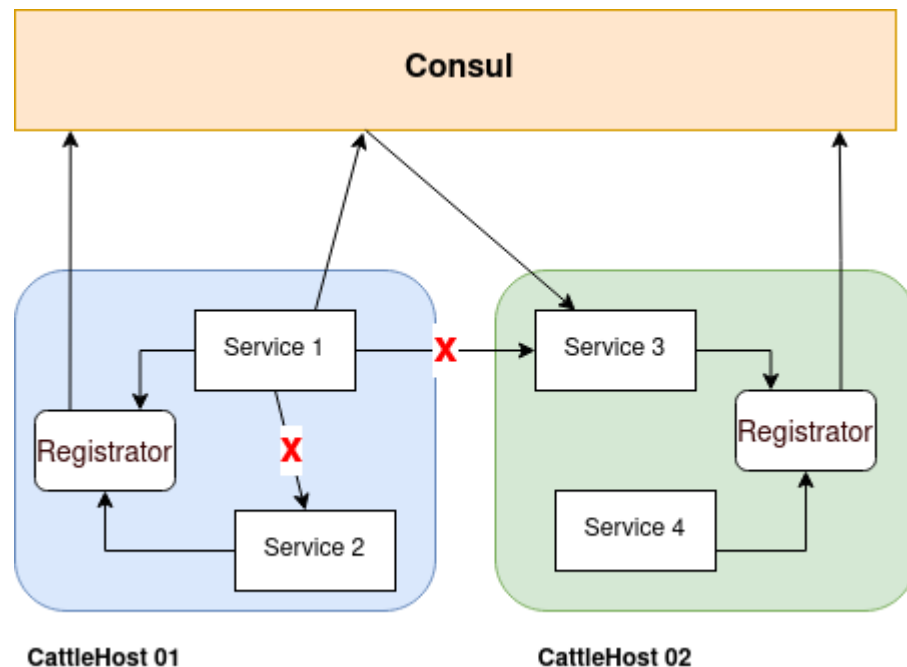 Consul
Service 1
X
Service 3
Registrator
X
Registrator
Service 2
Service 4
CattleHost 01
CattleHost 02